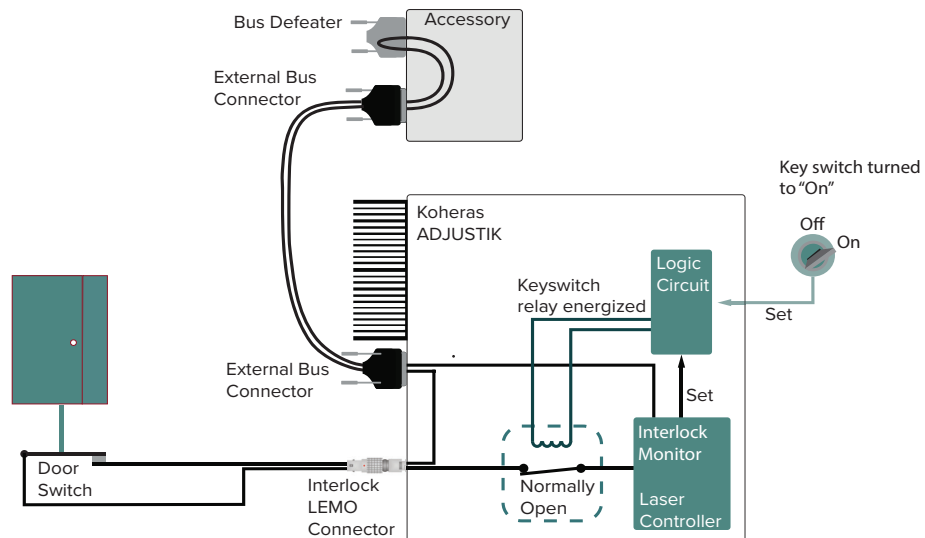 Bus Defeater
Accessory
External Bus
Connector
Key switch turned
to “On”
Off
On
Koheras
ADJUSTIK
Logic
Circuit
Keyswitch
relay energized
Set
External Bus
Connector
Set
Interlock
Monitor
Door
Switch
Interlock
LEMO
Connector
Normally
Open
Laser
Controller